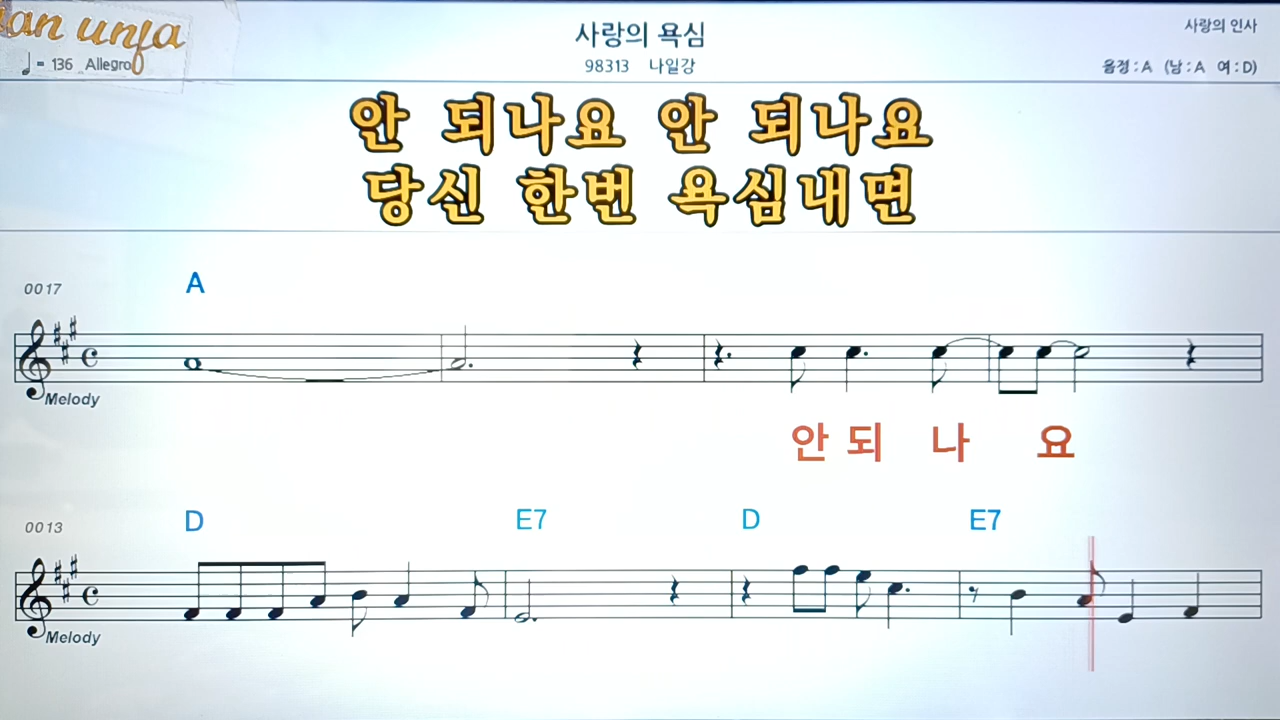 an unfa
♩ = 136 Allegro
사랑의 욕심
98313 나일강
사랑의 인사
음정 : A (남 : A 여 : D)
안 되나요 안 되나요
당신 한번 욕심내면
0017
A
Melody
안 되 나 요
0013
D E7 D E7
Melody